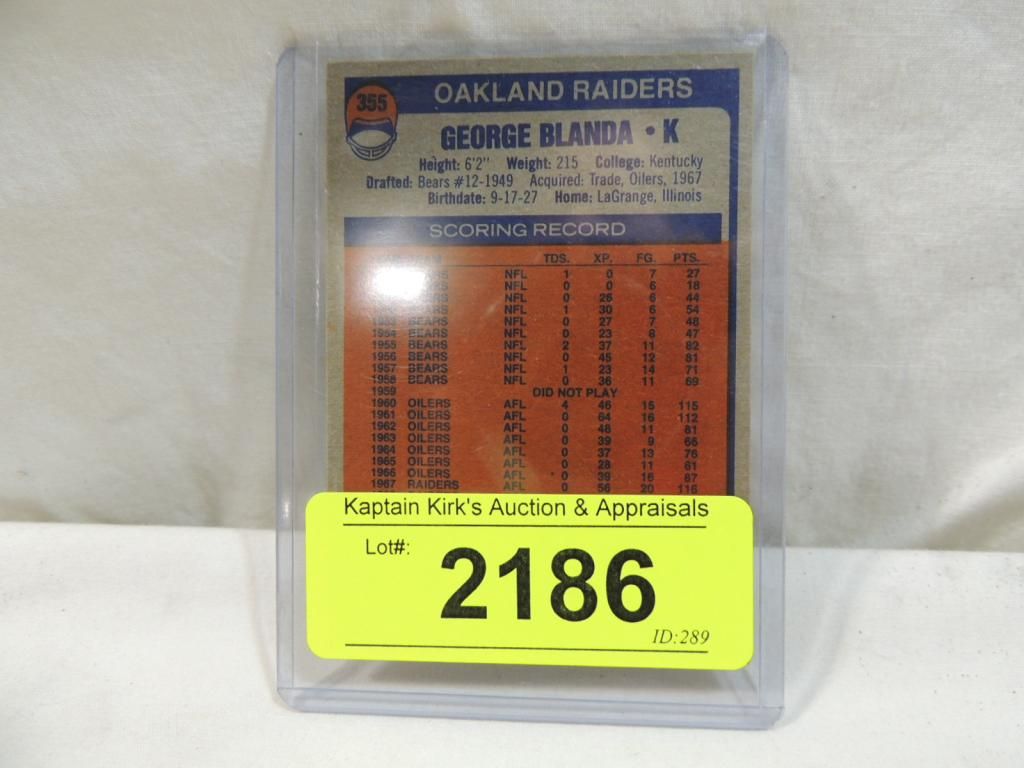 355
OAKLAND RAIDERS
GEORGE BLANDA • K
Height: 6'2" Weight: 215 College: Kentucky
Drafted: Bears #12-1949 Acquired: Trade, Oilers, 1967
Birthdate: 9-17-27 Home: LaGrange, Illinois
SCORING RECORD
TDS. XP. FG. PTS.
NFL 1 0 7 27
NFL 0 0 6 18
NFL 0 26 6 44
NFL 1 30 6 54
1953 BEARS NFL 0 27 7 48
1954 BEARS NFL 0 23 8 47
1955 BEARS NFL 2 37 11 82
1956 BEARS NFL 0 45 12 81
1957 BEARS NFL 1 23 14 71
1958 BEARS NFL 0 36 11 69
1959 DID NOT PLAY
1960 OILERS AFL 4 46 15 115
1961 OILERS AFL 0 64 16 112
1962 OILERS AFL 0 48 11 81
1963 OILERS AFL 0 39 9 66
1964 OILERS AFL 0 37 13 76
1965 OILERS AFL 0 28 11 61
1966 OILERS AFL 0 39 16 87
1967 RAIDERS AFL 0 56 20 116
Kaptain Kirk's Auction & Appraisals
Lot#:
2186
ID:289